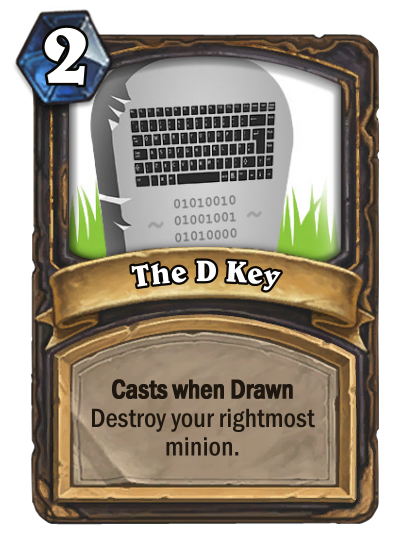 2
01010010
~ 01001001 ~
01010000
The D Key
Casts when Drawn
Destroy your rightmost
minion.